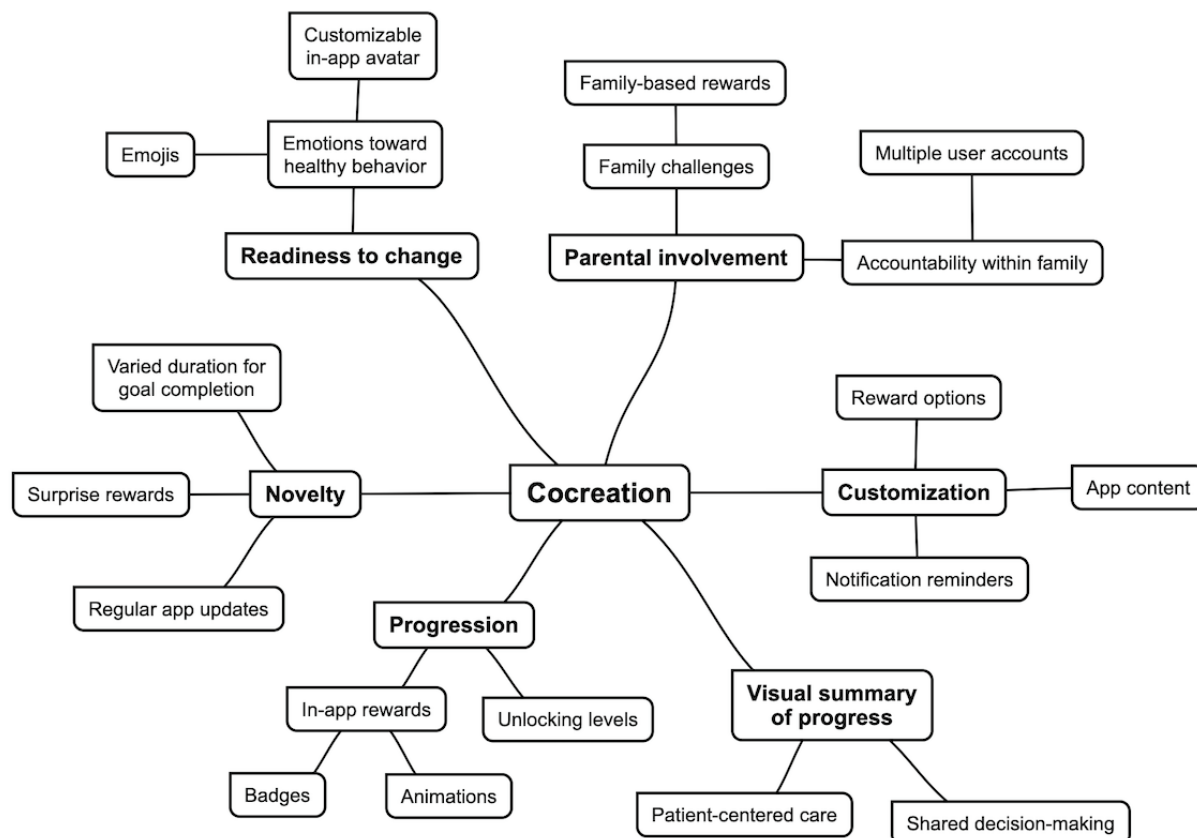 Customizable
in-app avatar
Emojis
Emotions toward
healthy behavior
Readiness to change
Family-based rewards
Family challenges
Multiple user accounts
Parental involvement
Accountability within family
Varied duration for
goal completion
Surprise rewards
Novelty
Regular app updates
Cocreation
Reward options
Customization
App content
Notification reminders
Progression
In-app rewards
Unlocking levels
Badges
Animations
Visual summary
of progress
Patient-centered care
Shared decision-making